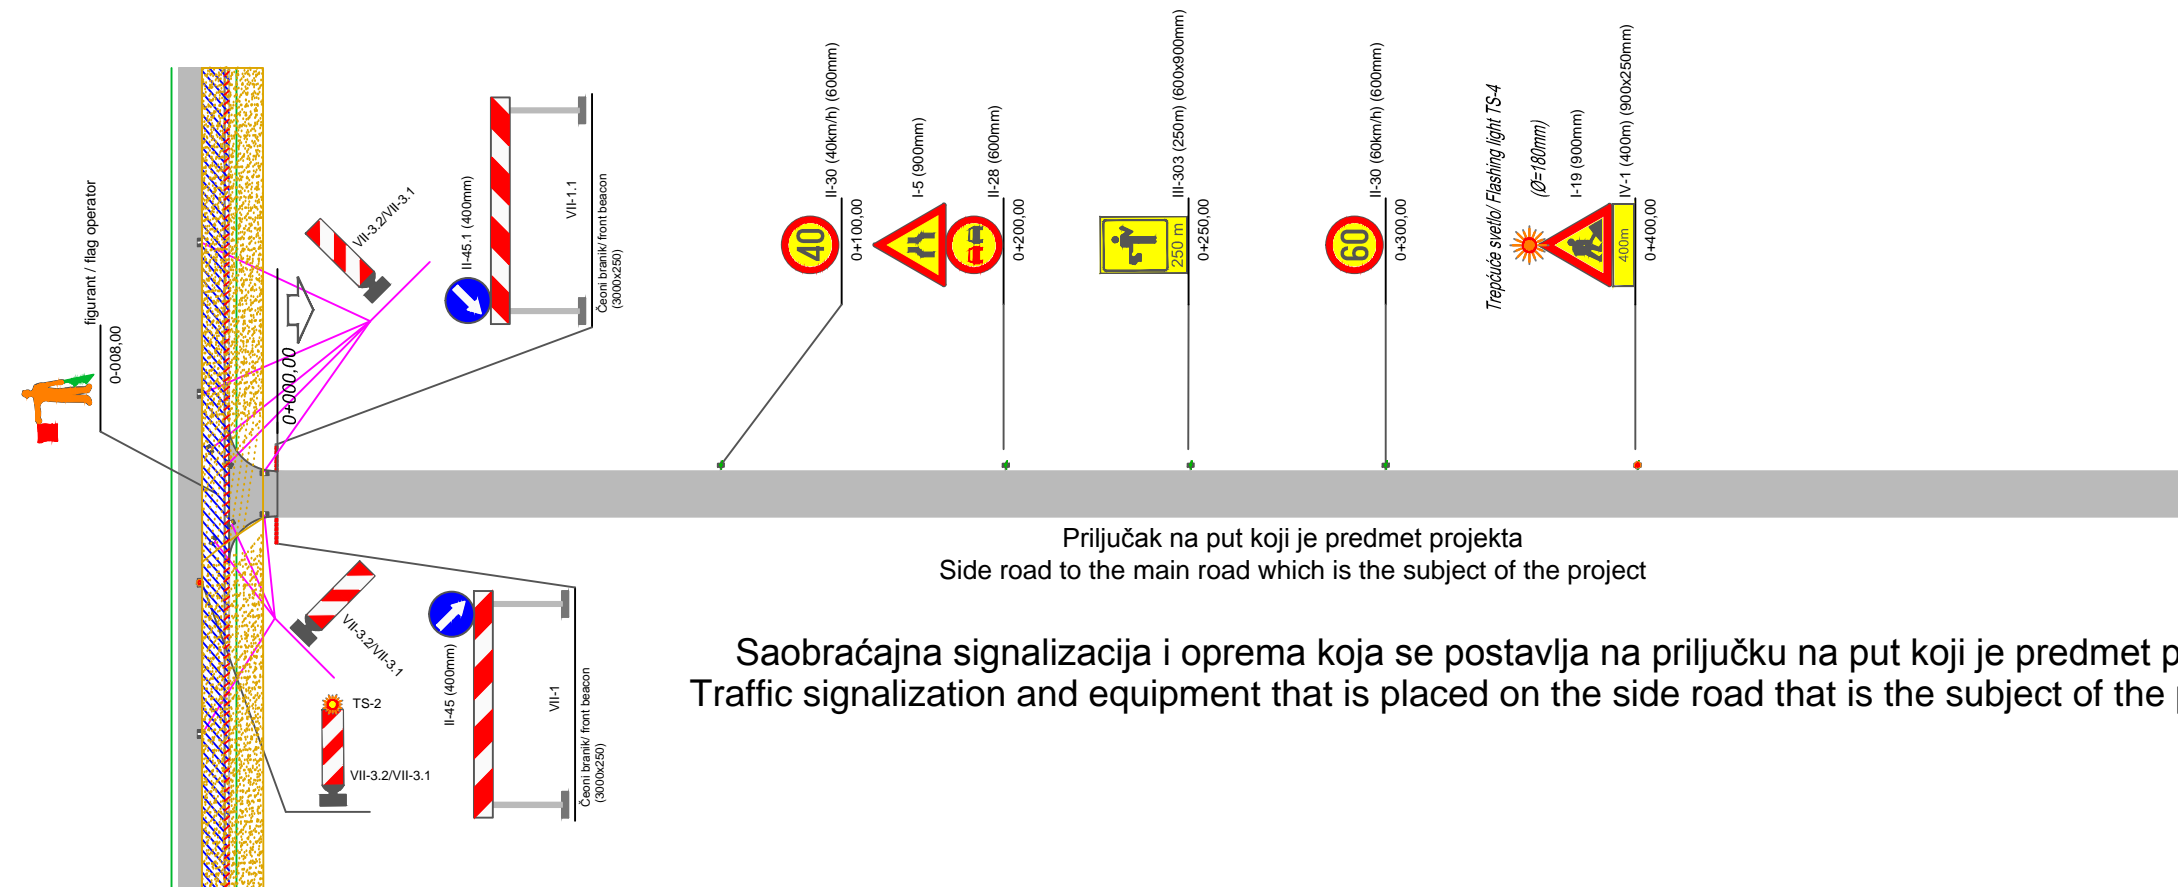 figurant / flag operator
0-008,00
VII-3.2/VII-3.1
0+000,00
II-45.1 (400mm)
VII-1.1
Čeoni branik/ front beacon
(3000x250)
40
II-30 (40km/h) (600mm)
0+100,00
I-5 (900mm)
II-28 (600mm)
0+200,00
250 m
III-303 (250m) (600x900mm)
0+250,00
60
II-30 (60km/h) (600mm)
0+300,00
Trepćuće svetlo/ Flashing light TS-4
(Ø=180mm)
I-19 (900mm)
400m
IV-1 (400m) (900x250mm)
0+400,00
Priljučak na put koji je predmet projekta
Side road to the main road which is the subject of the project
VII-3.2/VII-3.1
TS-2
VII-3.2/VII-3.1
II-45 (400mm)
VII-1
Čeoni branik/ front beacon
(3000x250)
Saobraćajna signalizacija i oprema koja se postavlja na priljučku na put koji je predmet p
Traffic signalization and equipment that is placed on the side road that is the subject of the